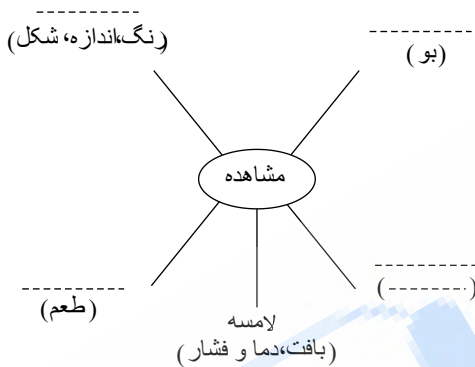 ------------
(رنگ،اندازه، شکل)
------------
(بو)
مشاهده
------------
(طعم)
لامسه
(بافت،دما و فشار)
------------
(---------)